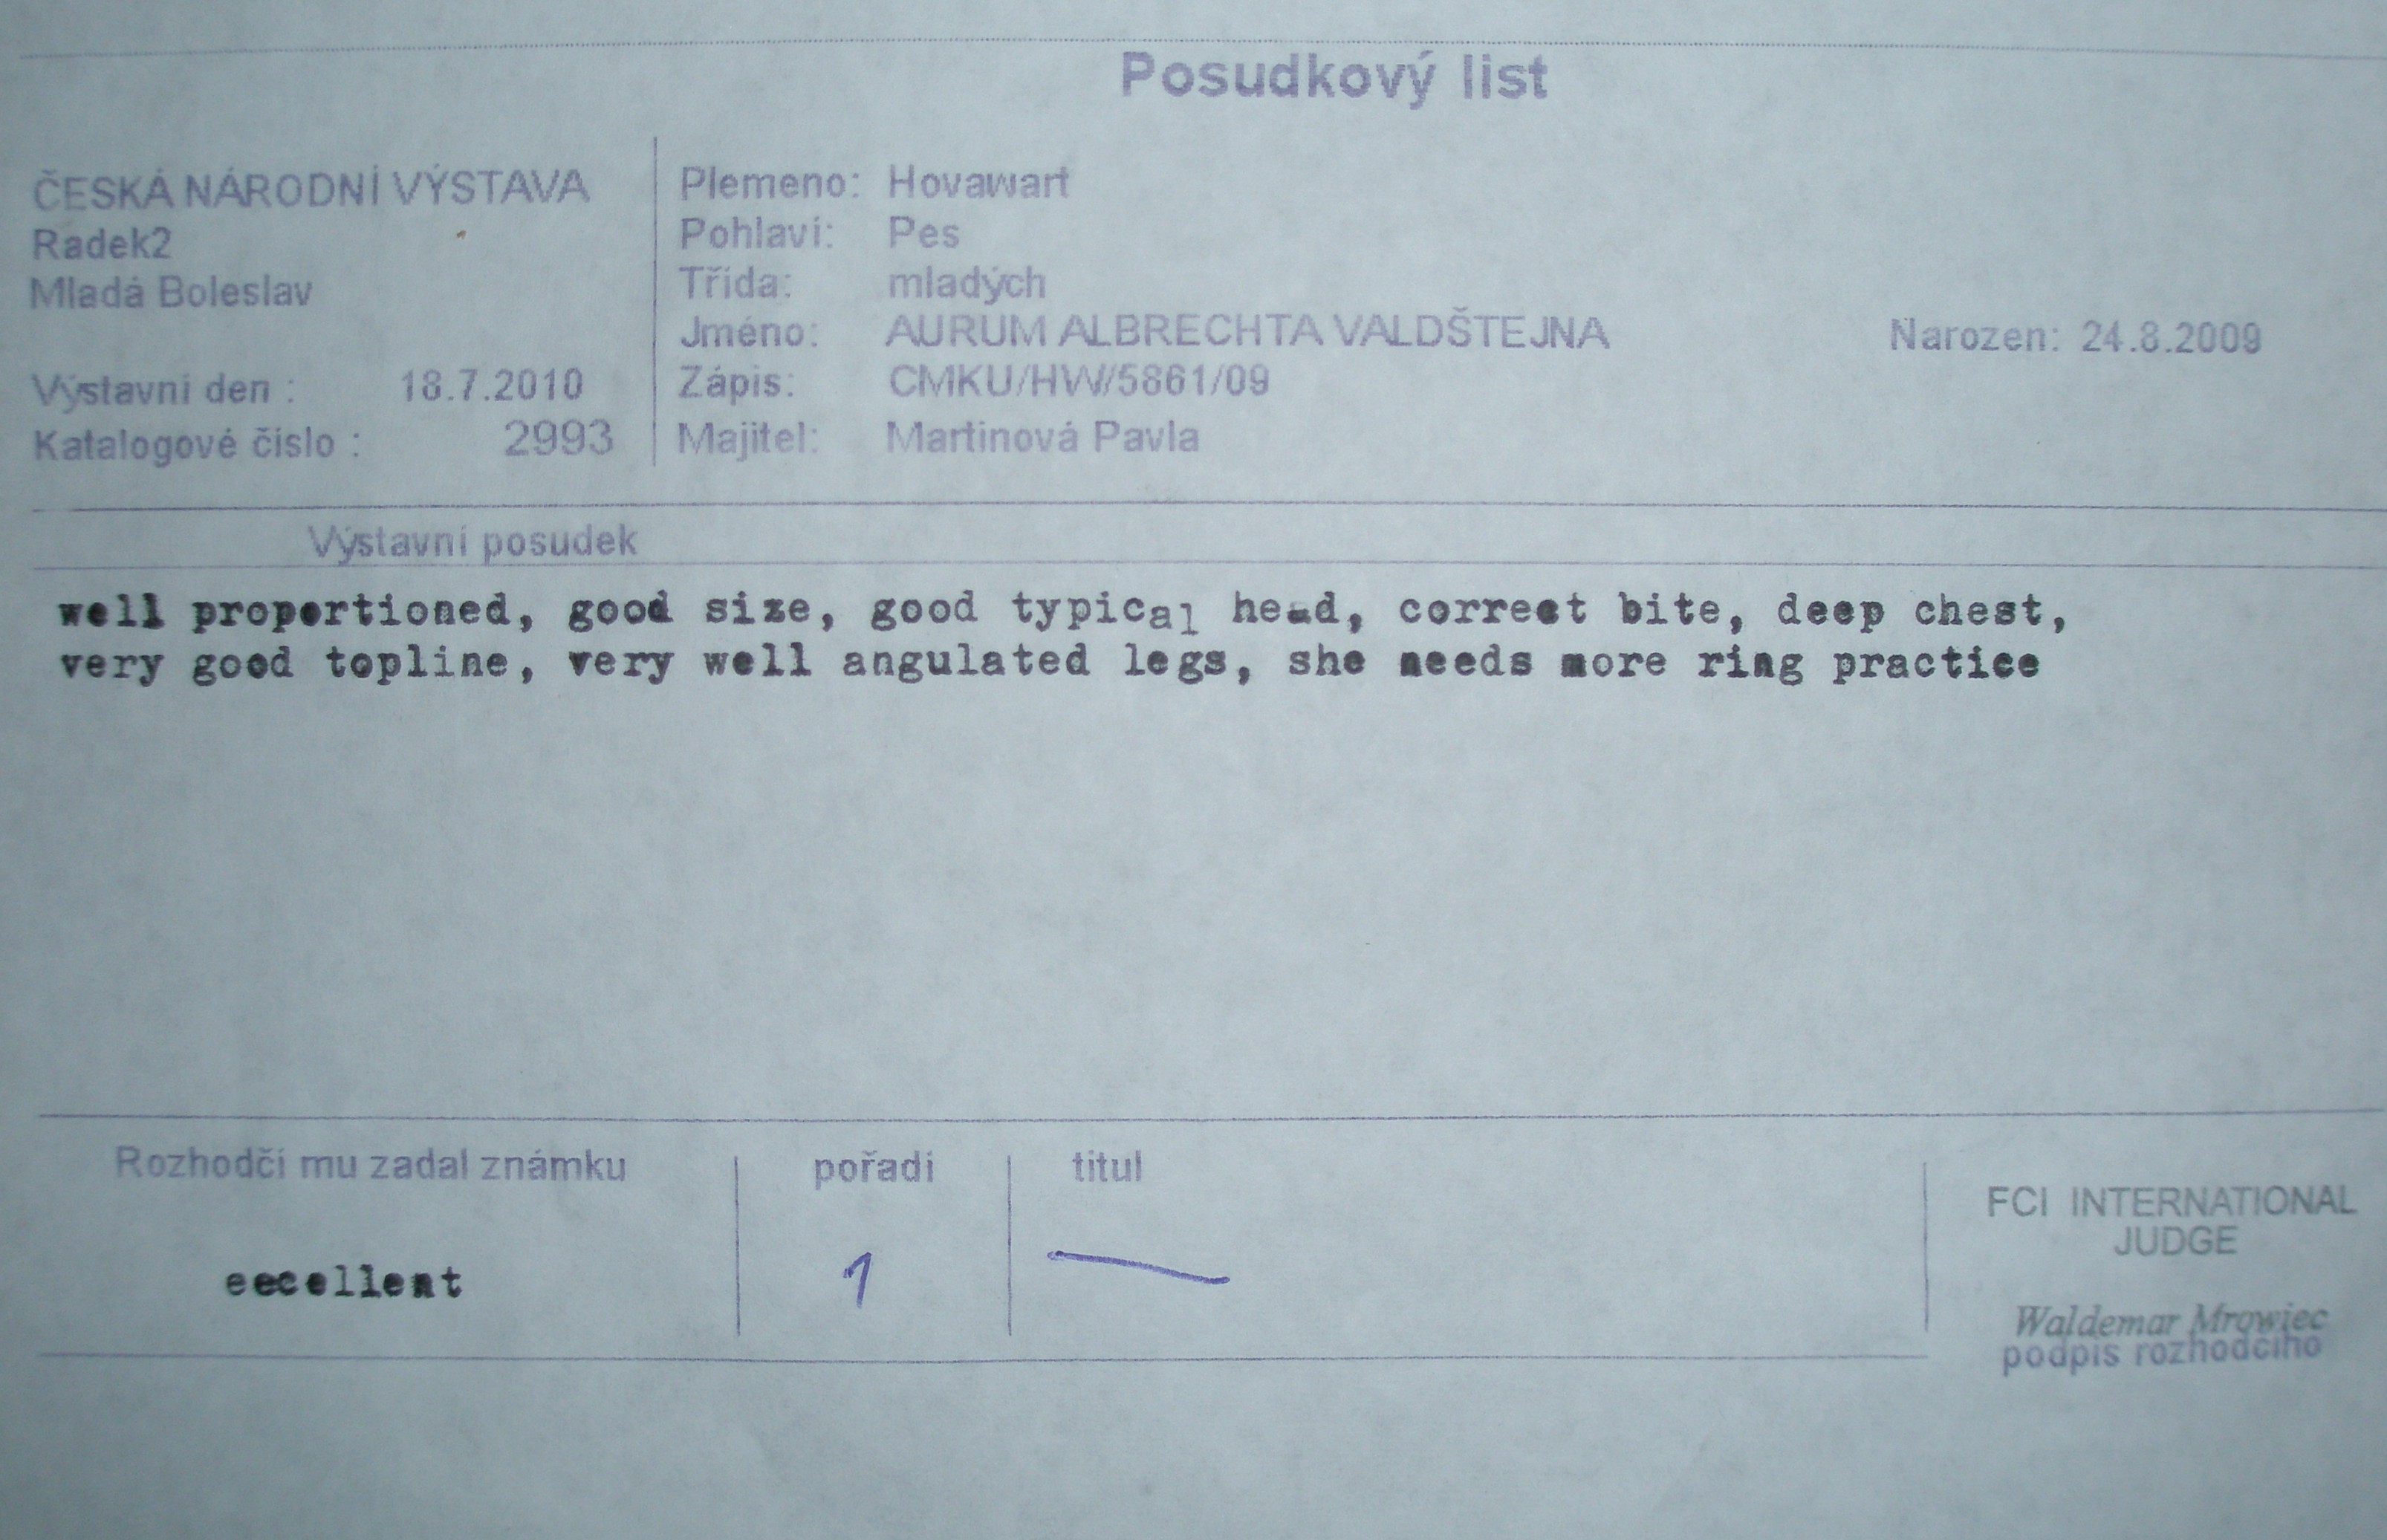 Posudkový list
ČESKÁ NÁRODNÍ VÝSTAVA
Radek2
Mladá Boleslav
Výstavní den : 18.7.2010
Katalogové číslo : 2993
Plemeno: Hovawart
Pohlaví: Pes
Třída: mladých
Jméno: AURUM ALBRECHTA VALDŠTEJNA Narozen: 24.8.2009
Zápis: CMKU/HW/5861/09
Majitel: Martinová Pavla
Výstavní posudek
well proportioned, good size, good typical head, correct bite, deep chest,
very good topline, very well angulated legs, she needs more ring practice
Rozhodčí mu zadal známku pořadí titul
eecellent 1 —
FCI INTERNATIONAL
JUDGE
Waldemar Mrowiec
podpis rozhodčího